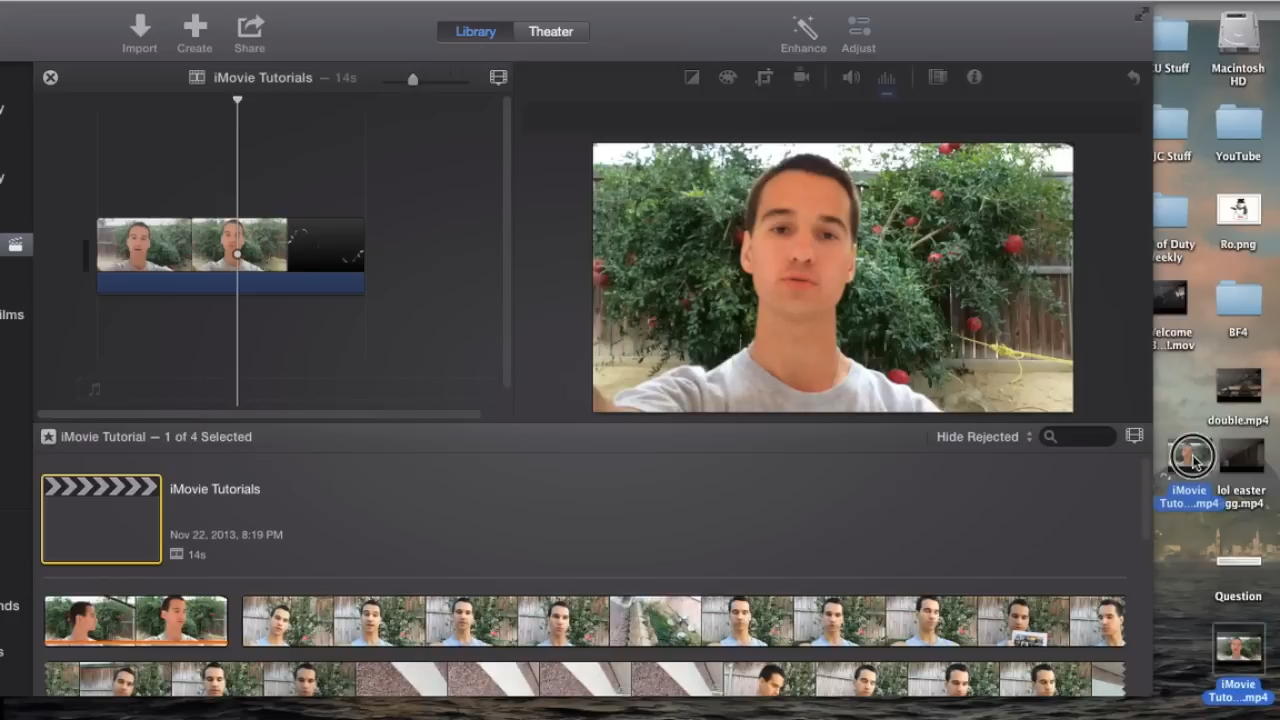 Import
Create
Share
Library
Theater
Enhance
Adjust
iMovie Tutorials – 14s
ilms
iMovie Tutorial — 1 of 4 Selected
Hide Rejected
iMovie Tutorials
Nov 22, 2013, 8:19 PM
14s
nds
s
U Stuff
Macintosh
HD
JC Stuff
YouTube
of Duty
eekly
Ro.png
elcome
...!.mov
BF4
double.mp4
iMovie
Tuto....mp4
lol easter
gg.mp4
Question
iMovie
Tuto....mp4